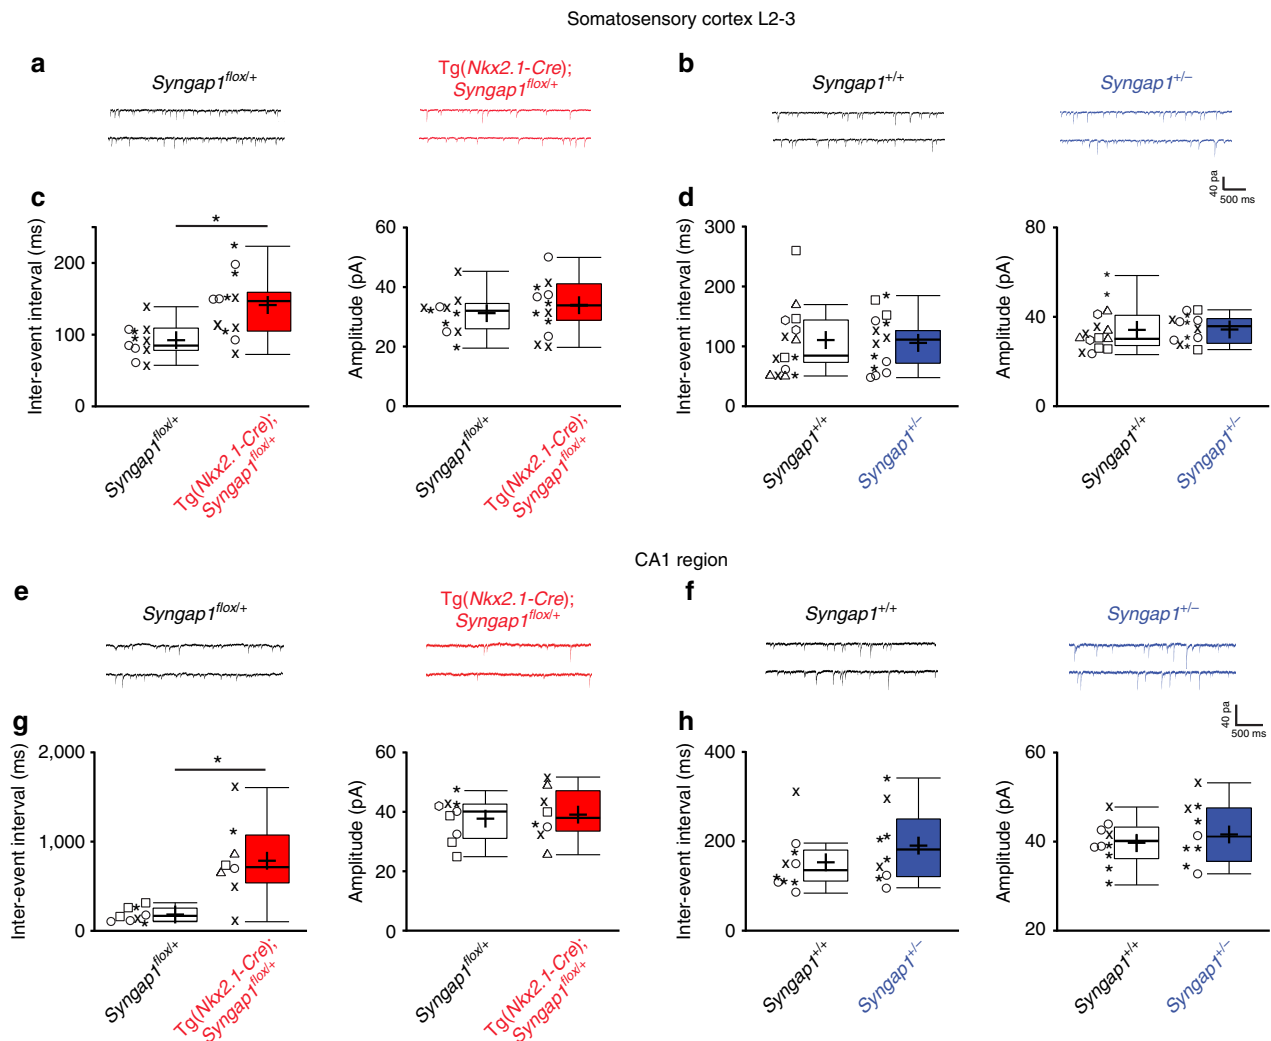 Somatosensory cortex L2-3
a
Syngap1flox/+
Tg(Nkx2.1-Cre);
Syngap1flox/+
b
Syngap1+/+
Syngap1+/–
40 pa
500 ms
c
Inter-event interval (ms)
200
100
0
*
Syngap1flox/+
Tg(Nkx2.1-Cre);
Syngap1flox/+
Amplitude (pA)
60
40
20
0
Syngap1flox/+
Tg(Nkx2.1-Cre);
Syngap1flox/+
d
Inter-event interval (ms)
300
200
100
0
Syngap1+/+
Syngap1+/–
Amplitude (pA)
80
40
0
Syngap1+/+
Syngap1+/–
CA1 region
e
Syngap1flox/+
Tg(Nkx2.1-Cre);
Syngap1flox/+
f
Syngap1+/+
Syngap1+/–
40 pa
500 ms
g
Inter-event interval (ms)
2,000
1,000
0
*
Syngap1flox/+
Tg(Nkx2.1-Cre);
Syngap1flox/+
Amplitude (pA)
60
40
20
0
Syngap1flox/+
Tg(Nkx2.1-Cre);
Syngap1flox/+
h
Inter-event interval (ms)
400
200
0
Syngap1+/+
Syngap1+/–
Amplitude (pA)
60
40
20
Syngap1+/+
Syngap1+/–